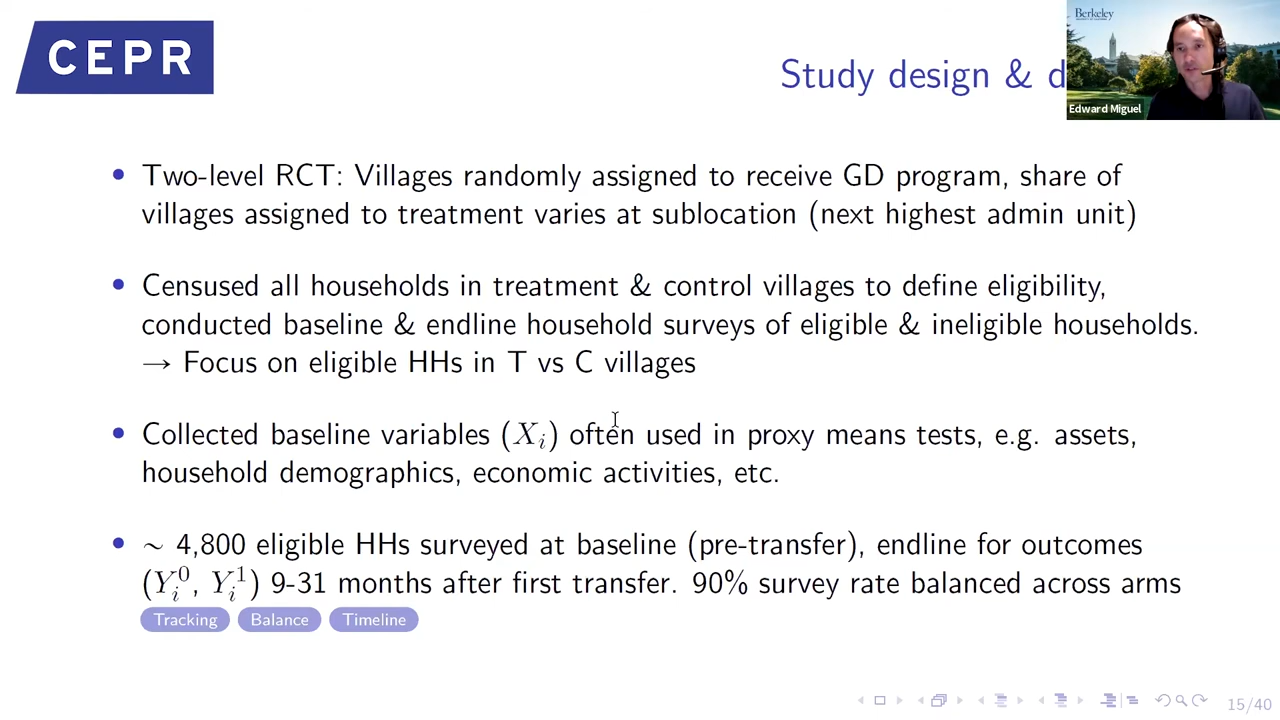 CEPR
Study design & d
Berkeley
Edward Miguel
• Two-level RCT: Villages randomly assigned to receive GD program, share of
villages assigned to treatment varies at sublocation (next highest admin unit)
• Censused all households in treatment & control villages to define eligibility,
conducted baseline & endline household surveys of eligible & ineligible households.
→ Focus on eligible HHs in T vs C villages
• Collected baseline variables (X_i) often used in proxy means tests, e.g. assets,
household demographics, economic activities, etc.
• ∼ 4,800 eligible HHs surveyed at baseline (pre-transfer), endline for outcomes
(Y_i^0, Y_i^1) 9-31 months after first transfer. 90% survey rate balanced across arms
Tracking Balance Timeline
15/40